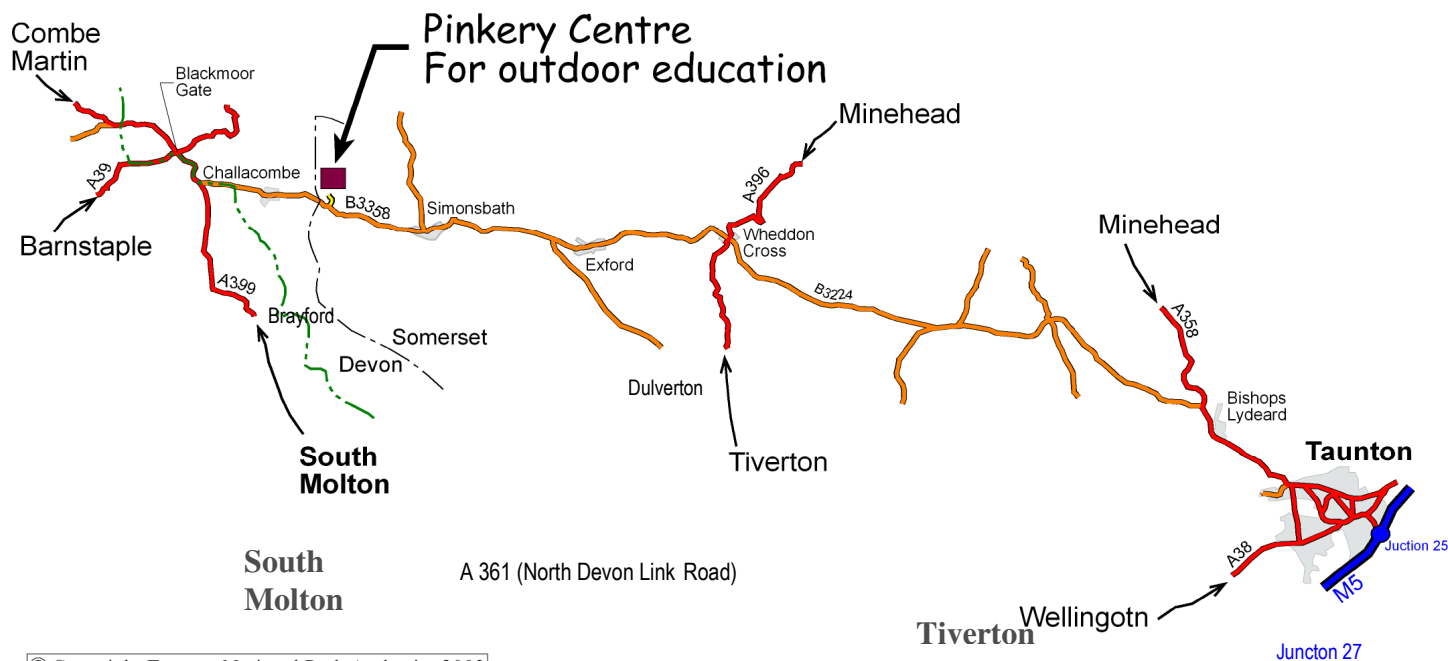 Combe
Martin
Pinkery Centre
For outdoor education
Blackmoor
Gate
Minehead
A39
Challacombe
A396
B3358
Simonsbath
Barnstaple
Wheddon
Cross
Minehead
Exford
A399
B3224
A358
Brayford
Somerset
Devon
Dulverton
Bishops
Lydeard
South
Molton
Tiverton
Taunton
Juction 25
South
Molton
A 361 (North Devon Link Road)
A38
M5
Wellingotn
Tiverton
Juncton 27